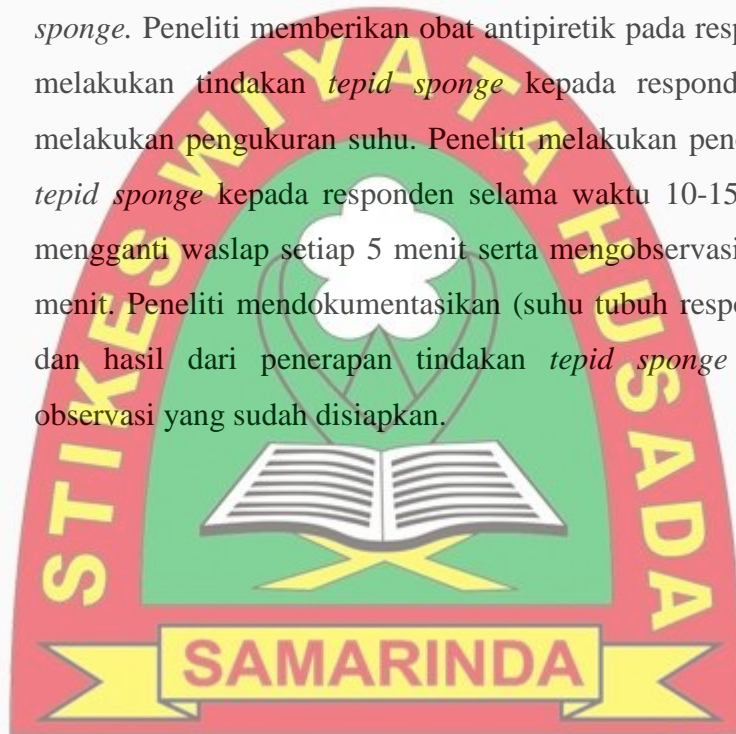 sponge. Peneliti memberikan obat antipiretik pada resp
melakukan tindakan tepid sponge kepada respond
melakukan pengukuran suhu. Peneliti melakukan pene
tepid sponge kepada responden selama waktu 10-15
mengganti waslap setiap 5 menit serta mengobservasi
menit. Peneliti mendokumentasikan (suhu tubuh respo
dan hasil dari penerapan tindakan tepid sponge
observasi yang sudah disiapkan.
STIKES WIYATA HUSADA
SAMARINDA